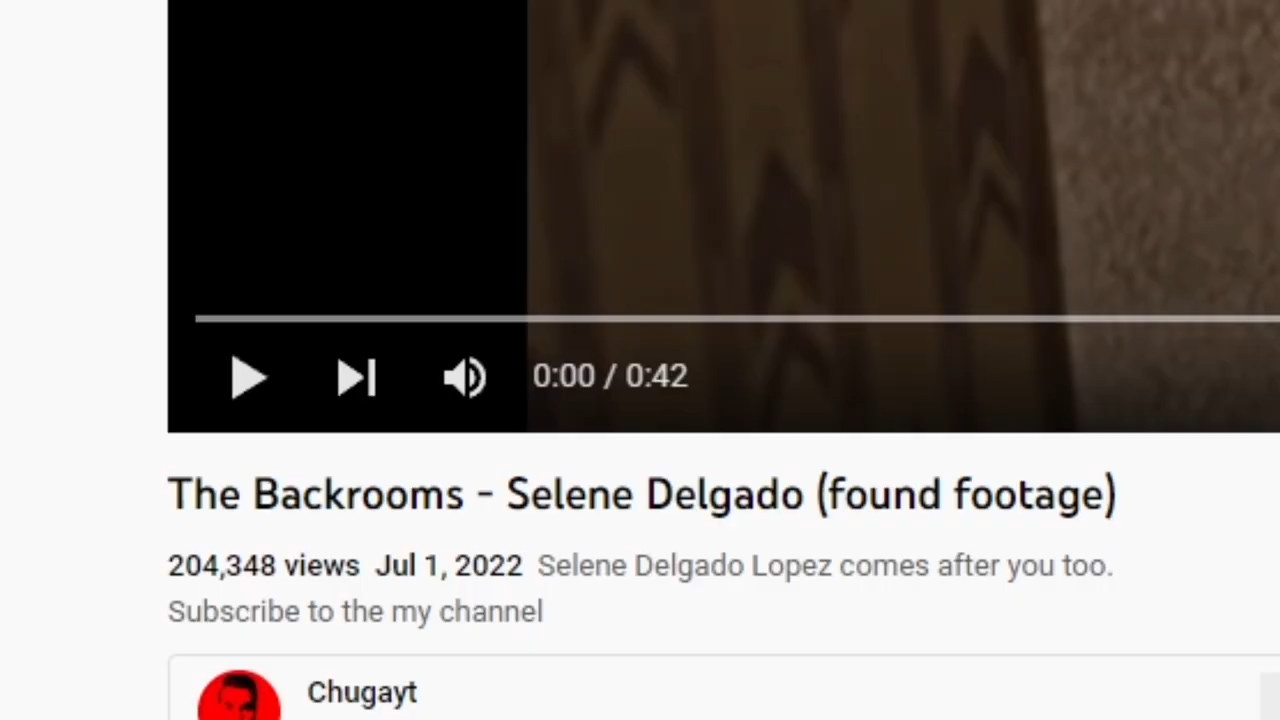 0:00 / 0:42
The Backrooms - Selene Delgado (found footage)
204,348 views Jul 1, 2022 Selene Delgado Lopez comes after you too.
Subscribe to the my channel
Chugayt